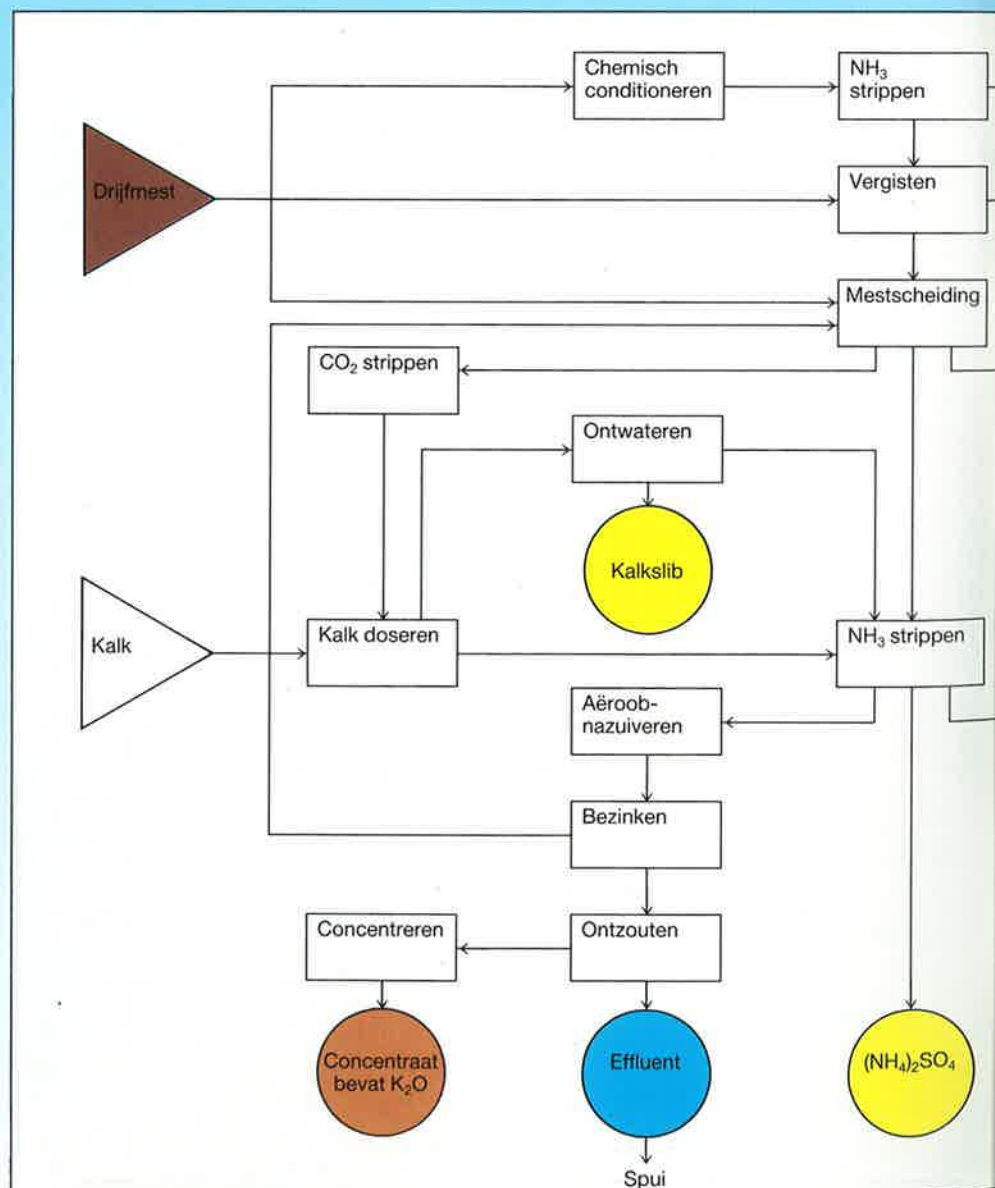 Chemisch
conditioneren
NH₃
strippen
Drijfmest
Vergisten
Mestscheiding
CO₂ strippen
Ontwateren
Kalkslib
Kalk
Kalk doseren
NH₃ strippen
Aëroob-
nazuiveren
Bezinken
Concentreren
Ontzouten
Concentraat
bevat K₂O
Effluent
(NH₄)₂SO₄
Spui